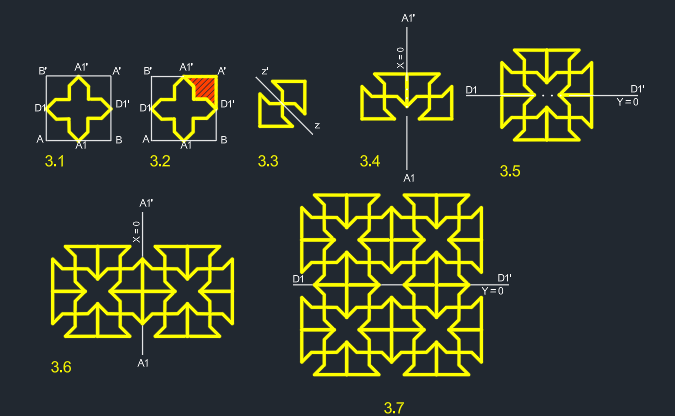 B' A1' A'
D1 D1'
A A1 B
3.1
B' A1' A'
D1 D1'
A A1 B
3.2
z'
z
3.3
A1'
X = 0
A1
3.4
D1 D1'
Y = 0
3.5
A1'
X = 0
A1
3.6
D1 D1'
Y = 0
3.7